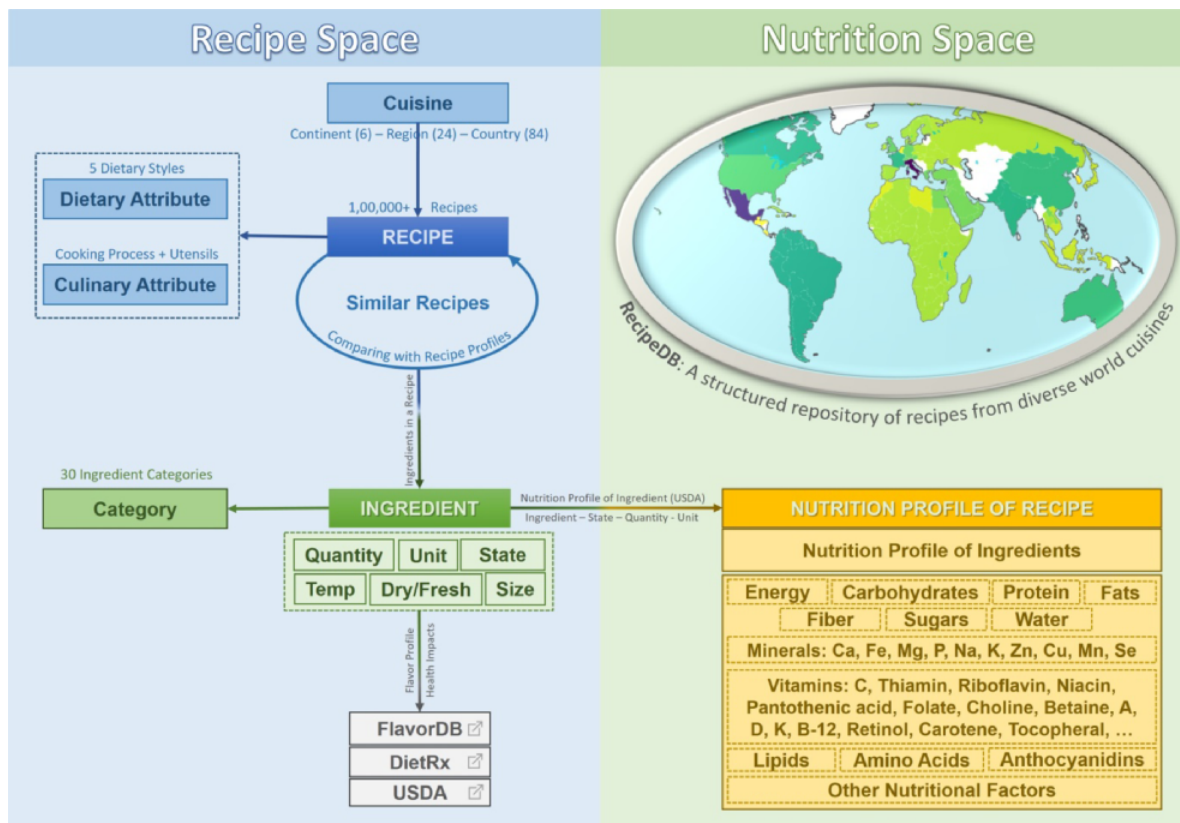 Recipe Space
Nutrition Space
Cuisine
Continent (6) – Region (24) – Country (84)
5 Dietary Styles
Dietary Attribute
Cooking Process + Utensils
Culinary Attribute
1,00,000+ Recipes
RECIPE
Similar Recipes
Comparing with Recipe Profiles
Ingredients in a Recipe
RecipeDB: A structured repository of recipes from diverse world cuisines
30 Ingredient Categories
Category
INGREDIENT
Nutrition Profile of Ingredient (USDA)
Ingredient – State – Quantity - Unit
Quantity
Unit
State
Temp
Dry/Fresh
Size
Flavor Profile
Health Impacts
FlavorDB
DietRx
USDA
NUTRITION PROFILE OF RECIPE
Nutrition Profile of Ingredients
Energy
Carbohydrates
Protein
Fats
Fiber
Sugars
Water
Minerals: Ca, Fe, Mg, P, Na, K, Zn, Cu, Mn, Se
Vitamins: C, Thiamin, Riboflavin, Niacin,
Pantothenic acid, Folate, Choline, Betaine, A,
D, K, B-12, Retinol, Carotene, Tocopheral, ...
Lipids
Amino Acids
Anthocyanidins
Other Nutritional Factors